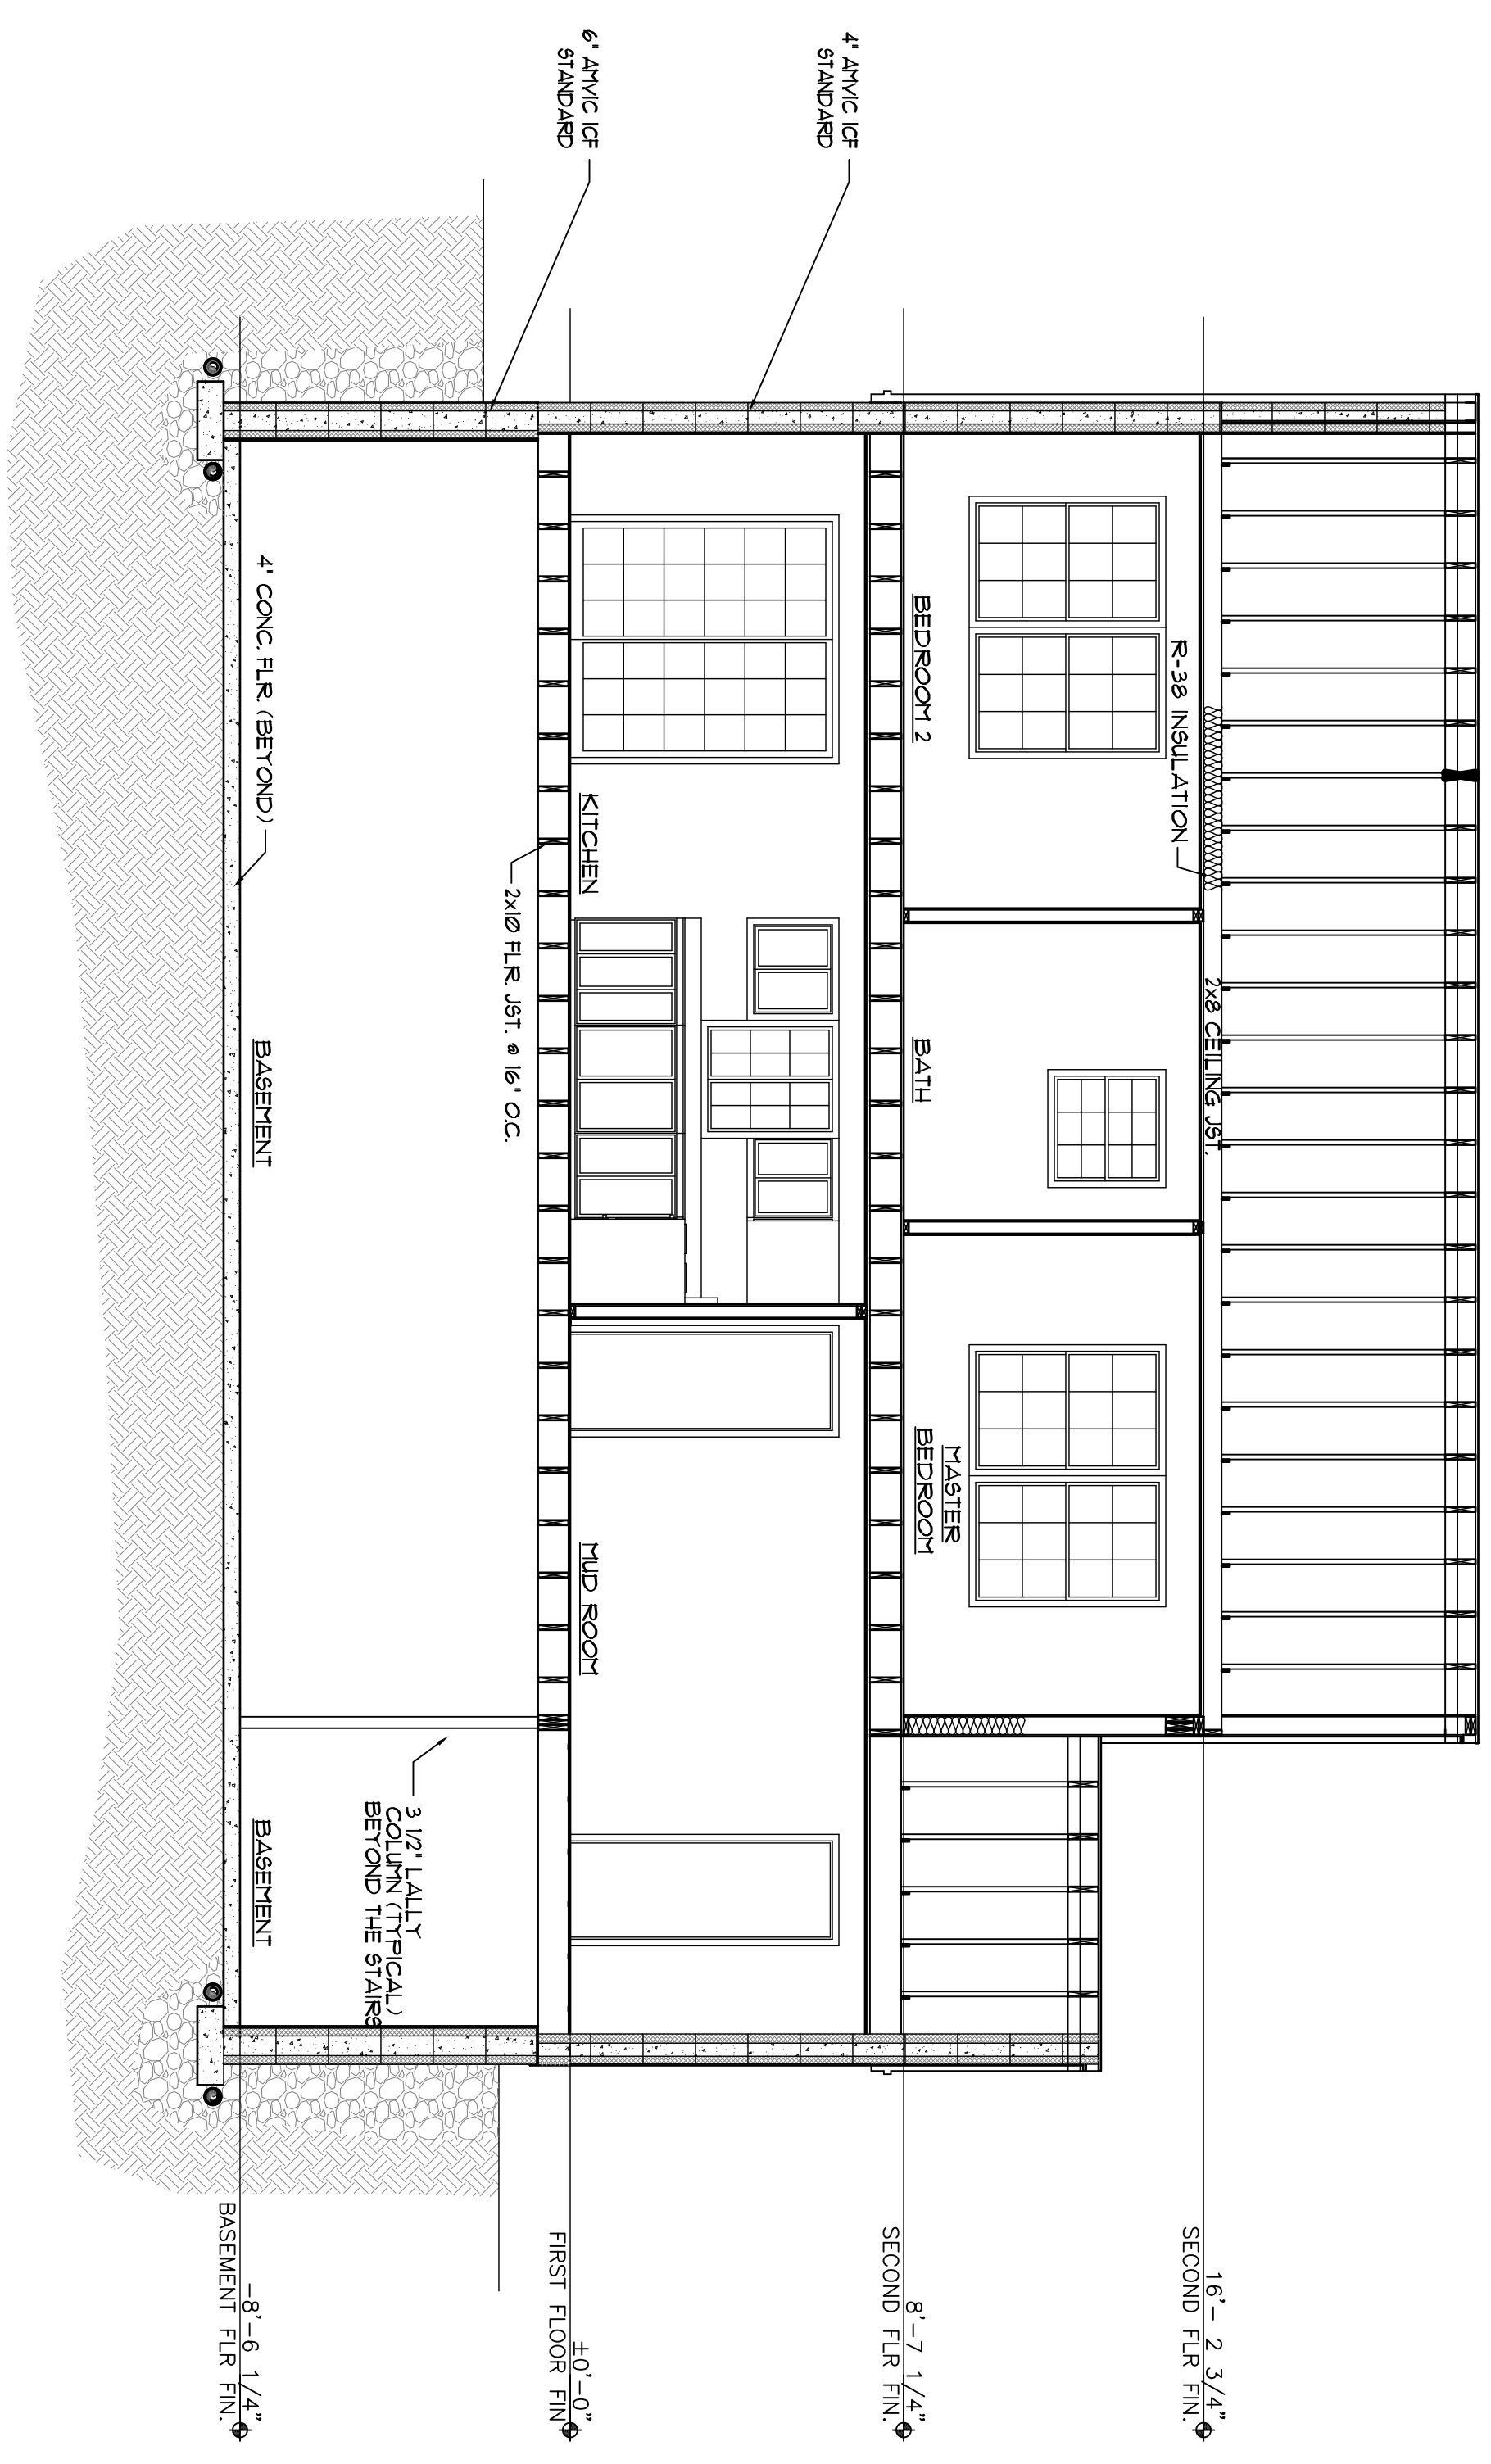 16'- 2 3/4"
SECOND FLR FIN.
8'-7 1/4"
SECOND FLR FIN.
±0'-0"
FIRST FLOOR FIN
-8'-6 1/4"
BASEMENT FLR FIN.
4" AMVIC ICF
STANDARD
6" AMVIC ICF
STANDARD
2x8 CEILING JST.
R-38 INSULATION
BEDROOM 2
BATH
MASTER
BEDROOM
KITCHEN
MUD ROOM
2x10 FLR. JST. @ 16" O.C.
3 1/2" LALLY
COLUMN (TYPICAL)
BEYOND THE STAIRS
4" CONC. FLR. (BEYOND)
BASEMENT
BASEMENT